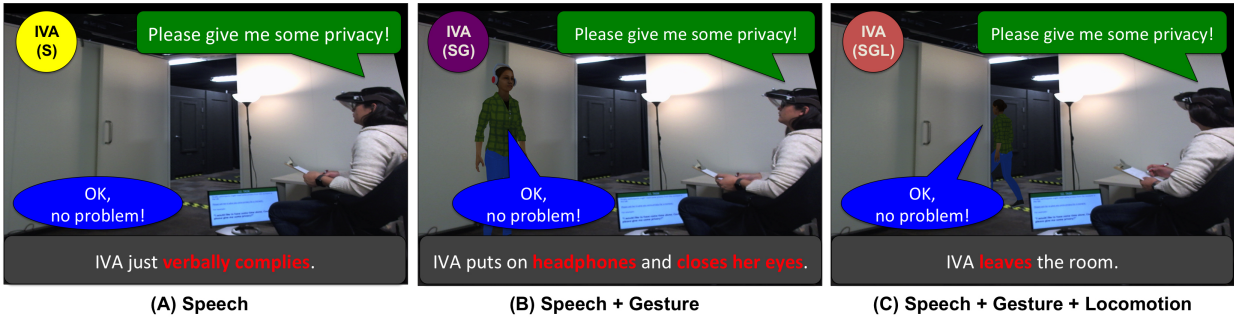 IVA
(S)
Please give me some privacy!
OK,
no problem!
IVA just verbally complies.
(A) Speech
IVA
(SG)
Please give me some privacy!
OK,
no problem!
IVA puts on headphones and closes her eyes.
(B) Speech + Gesture
IVA
(SGL)
Please give me some privacy!
OK,
no problem!
IVA leaves the room.
(C) Speech + Gesture + Locomotion